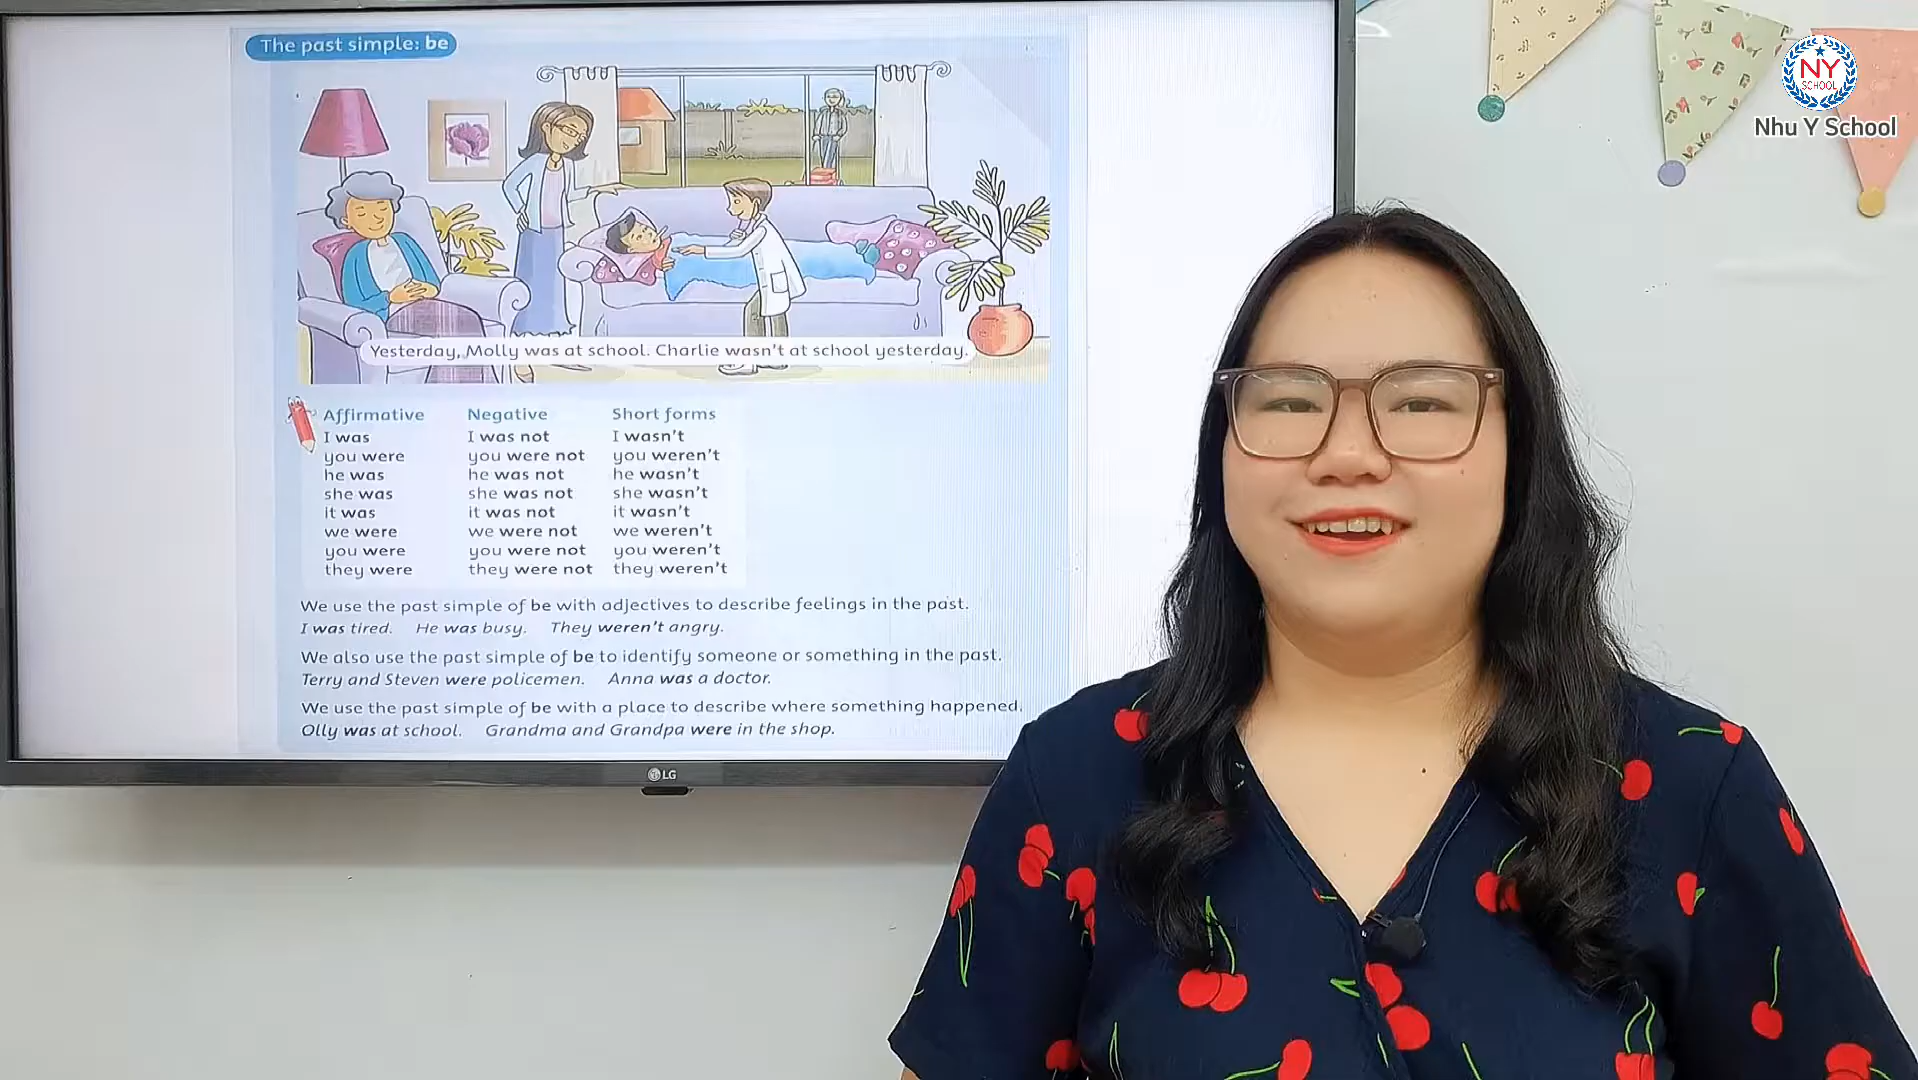 The past simple: be
Yesterday, Molly was at school. Charlie wasn't at school yesterday.
Affirmative Negative Short forms
I was I was not I wasn't
you were you were not you weren't
he was he was not he wasn't
she was she was not she wasn't
it was it was not it wasn't
we were we were not we weren't
you were you were not you weren't
they were they were not they weren't
We use the past simple of be with adjectives to describe feelings in the past.
I was tired. He was busy. They weren't angry.
We also use the past simple of be to identify someone or something in the past.
Terry and Steven were policemen. Anna was a doctor.
We use the past simple of be with a place to describe where something happened.
Olly was at school. Grandma and Grandpa were in the shop.
LG
NY
SCHOOL
Nhu Y School